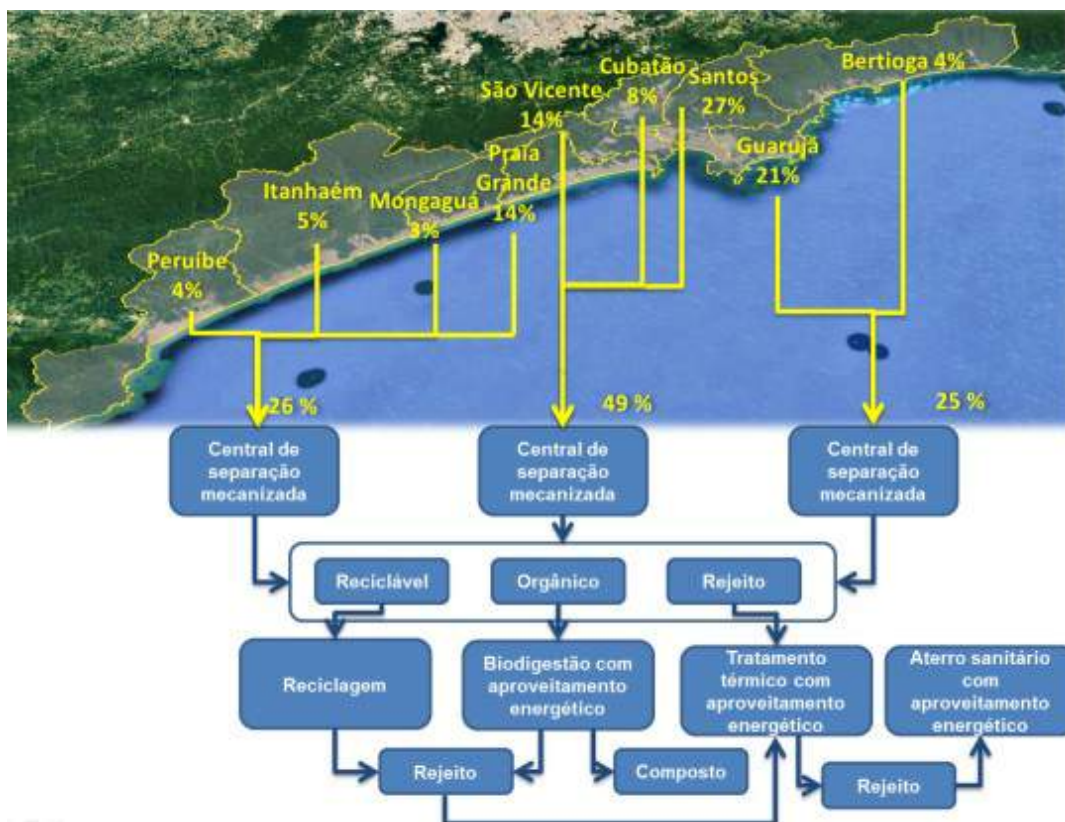 Cubatão
8%
Santos
27%
Bertioga 4%
São Vicente
14%
Guarujá
21%
Praia
Grande
14%
Itanhaém
5%
Mongaguá
3%
Peruíbe
4%
26 %
49 %
25 %
Central de
separação
mecanizada
Central de
separação
mecanizada
Central de
separação
mecanizada
Reciclável
Orgânico
Rejeito
Reciclagem
Biodigestão com
aproveitamento
energético
Tratamento
térmico com
aproveitamento
energético
Aterro sanitário
com
aproveitamento
energético
Rejeito
Composto
Rejeito